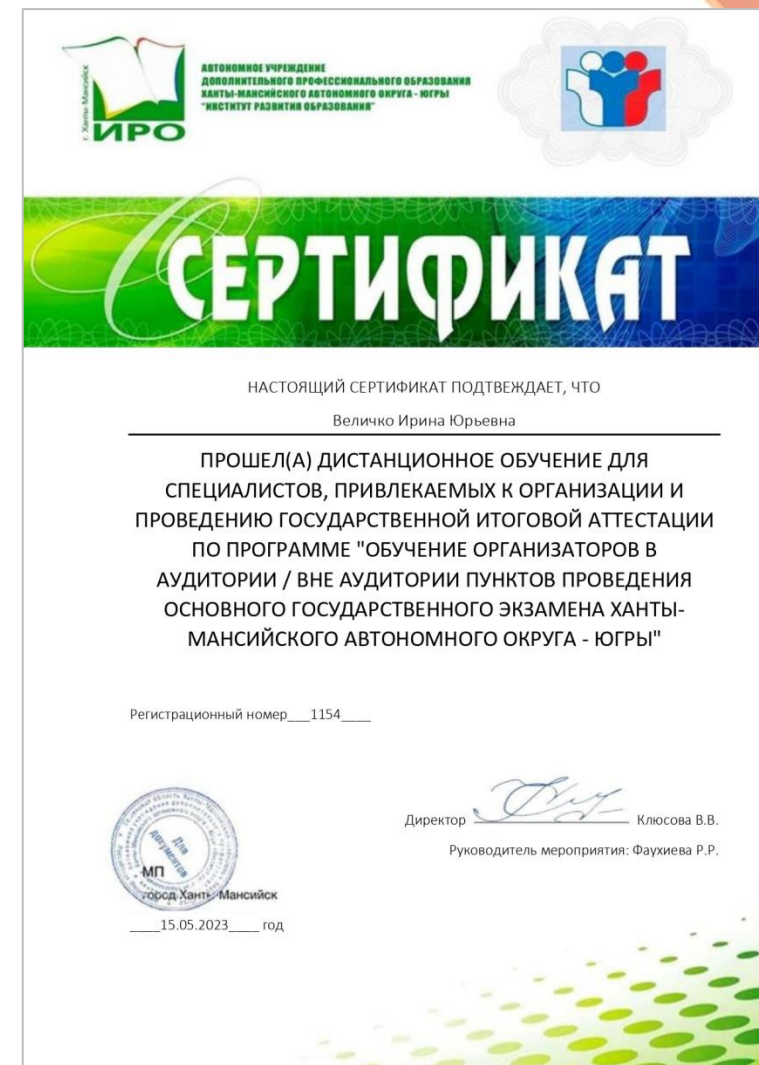 г. Ханты-Мансийск
ИРО
АВТОНОМНОЕ УЧРЕЖДЕНИЕ
ДОПОЛНИТЕЛЬНОГО ПРОФЕССИОНАЛЬНОГО ОБРАЗОВАНИЯ
ХАНТЫ-МАНСИЙСКОГО АВТОНОМНОГО ОКРУГА - ЮГРЫ
"ИНСТИТУТ РАЗВИТИЯ ОБРАЗОВАНИЯ"
СЕРТИФИКАТ
НАСТОЯЩИЙ СЕРТИФИКАТ ПОДТВЕЖДАЕТ, ЧТО
Величко Ирина Юрьевна
ПРОШЕЛ(А) ДИСТАНЦИОННОЕ ОБУЧЕНИЕ ДЛЯ
СПЕЦИАЛИСТОВ, ПРИВЛЕКАЕМЫХ К ОРГАНИЗАЦИИ И
ПРОВЕДЕНИЮ ГОСУДАРСТВЕННОЙ ИТОГОВОЙ АТТЕСТАЦИИ
ПО ПРОГРАММЕ "ОБУЧЕНИЕ ОРГАНИЗАТОРОВ В
АУДИТОРИИ / ВНЕ АУДИТОРИИ ПУНКТОВ ПРОВЕДЕНИЯ
ОСНОВНОГО ГОСУДАРСТВЕННОГО ЭКЗАМЕНА ХАНТЫ-
МАНСИЙСКОГО АВТОНОМНОГО ОКРУГА - ЮГРЫ"
Регистрационный номер___1154____
Директор Клюсова В.В.
Руководитель мероприятия: Фаухиева Р.Р.
Для
документов
МП
город Ханты-Мансийск
____15.05.2023____ год